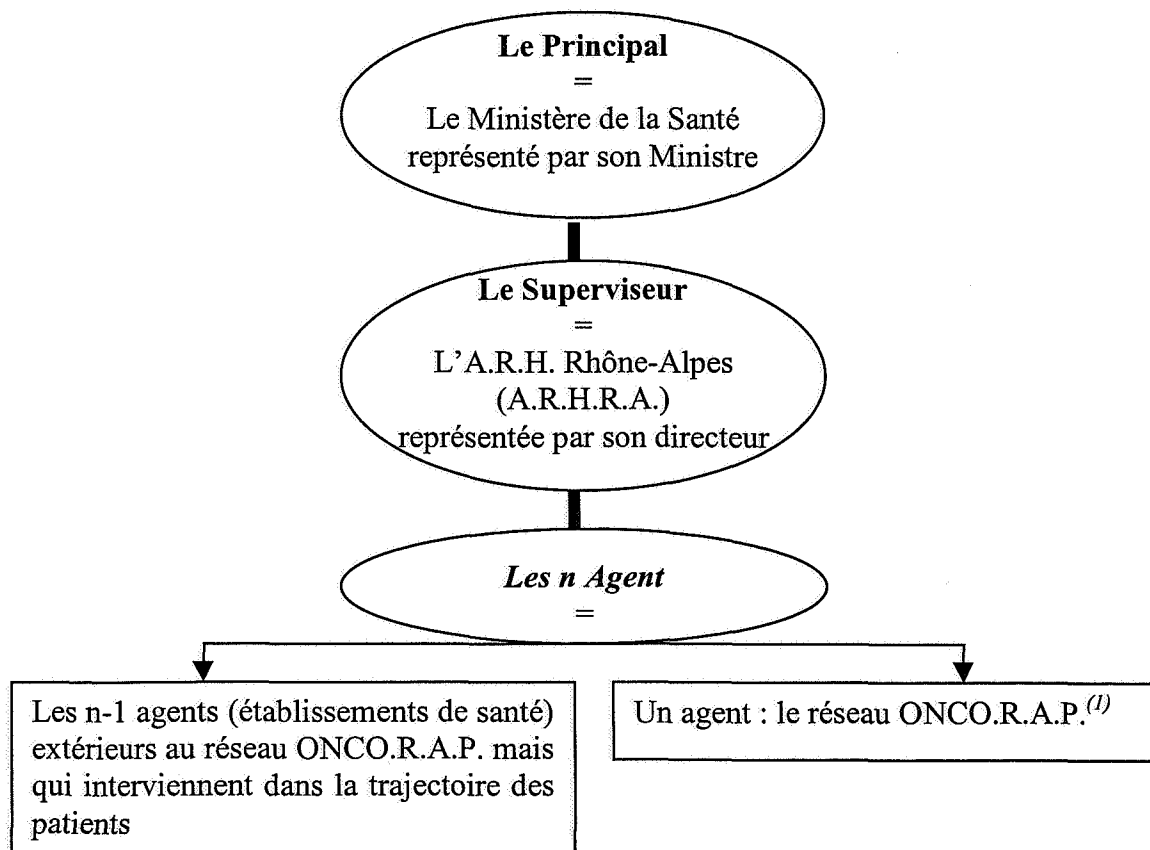 Le Principal
=
Le Ministère de la Santé
représenté par son Ministre
Le Superviseur
=
L'A.R.H. Rhône-Alpes
(A.R.H.R.A.)
représentée par son directeur
Les n Agent
=
Les n-1 agents (établissements de santé)
extérieurs au réseau ONCO.R.A.P. mais
qui interviennent dans la trajectoire des
patients
Un agent : le réseau ONCO.R.A.P.(1)